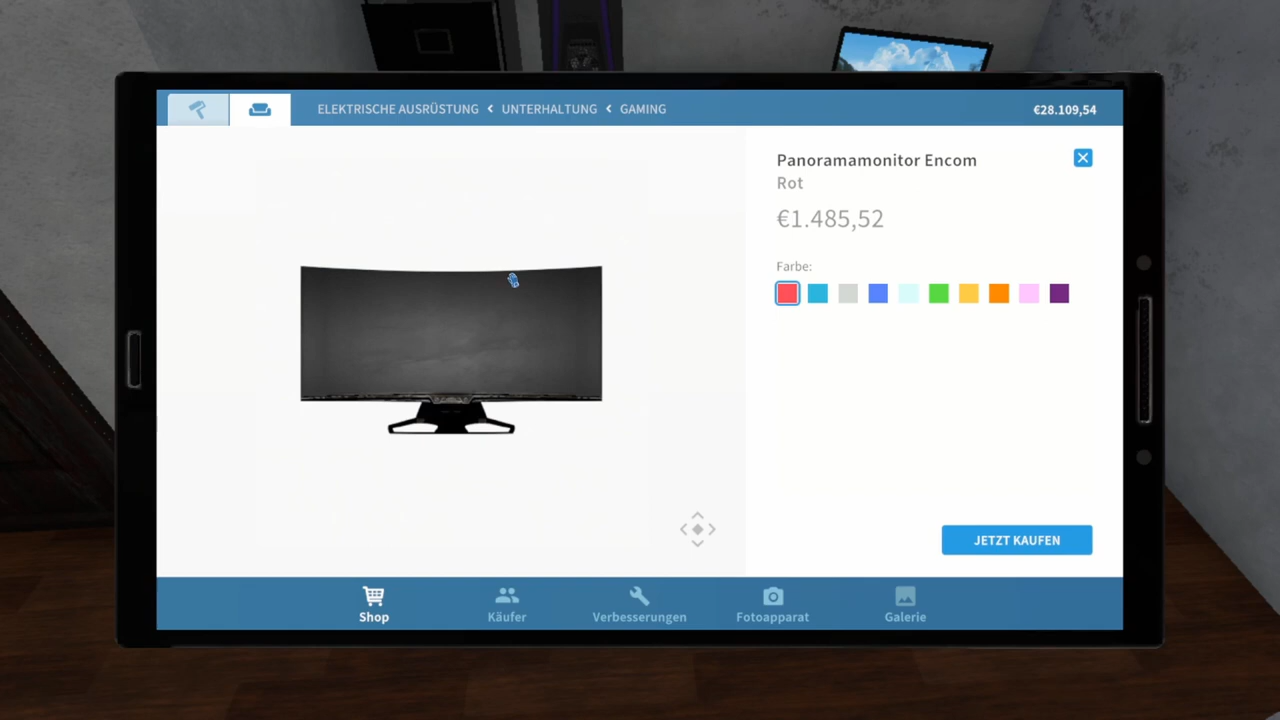 ELEKTRISCHE AUSRÜSTUNG < UNTERHALTUNG < GAMING
€28.109,54
Panoramamonitor Encom
Rot
€1.485,52
Farbe:
JETZT KAUFEN
Shop
Käufer
Verbesserungen
Fotoapparat
Galerie